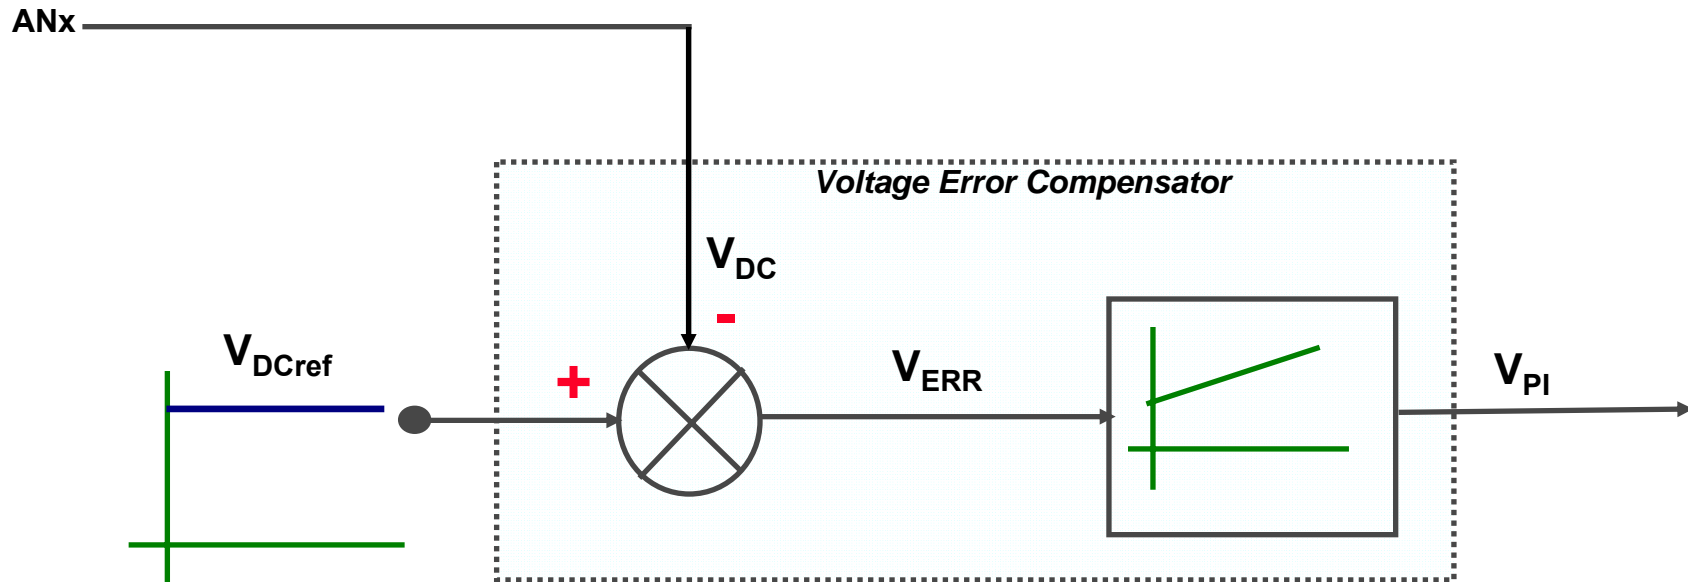 ANx
Voltage Error Compensator
VDC
-
VDCref
+
VERR
VPI